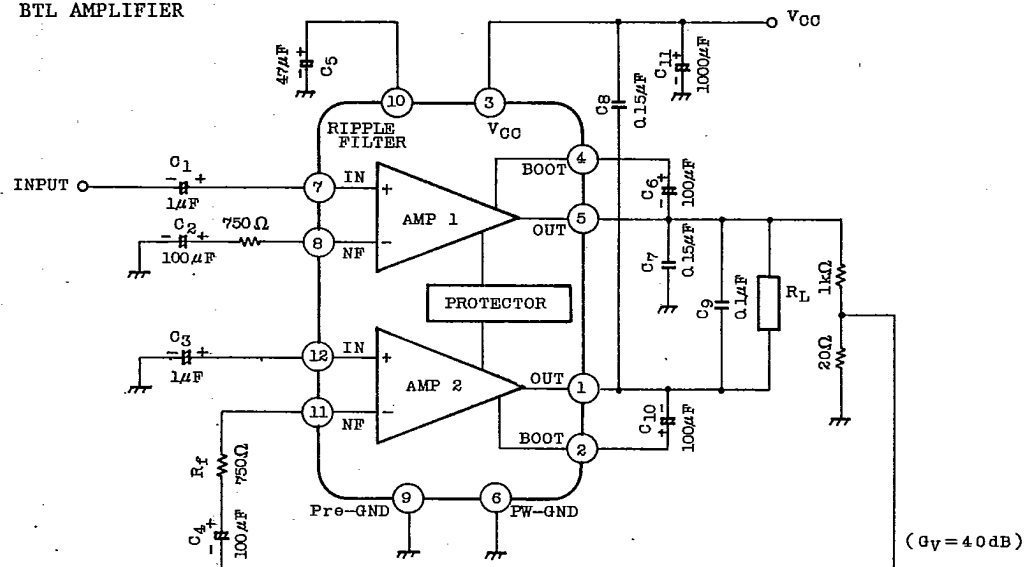 BTL AMPLIFIER
VCC
47μF
+
-
C5
10
3
C8
0.15μF
C11
+
-
1000μF
RIPPLE
FILTER
VCC
BOOT
4
C6
+
-
100μF
INPUT
C1
- +
1μF
7
IN
+
AMP 1
OUT
5
C2
- +
100μF
750Ω
8
NF
-
C7
0.15μF
C9
0.1μF
RL
1kΩ
PROTECTOR
C3
- +
1μF
12
IN
+
AMP 2
OUT
1
20Ω
11
NF
-
BOOT
2
C10
-
+
100μF
Rf
750Ω
Pre-GND
9
6
PW-GND
C4
+
-
100μF
(GV=40dB)